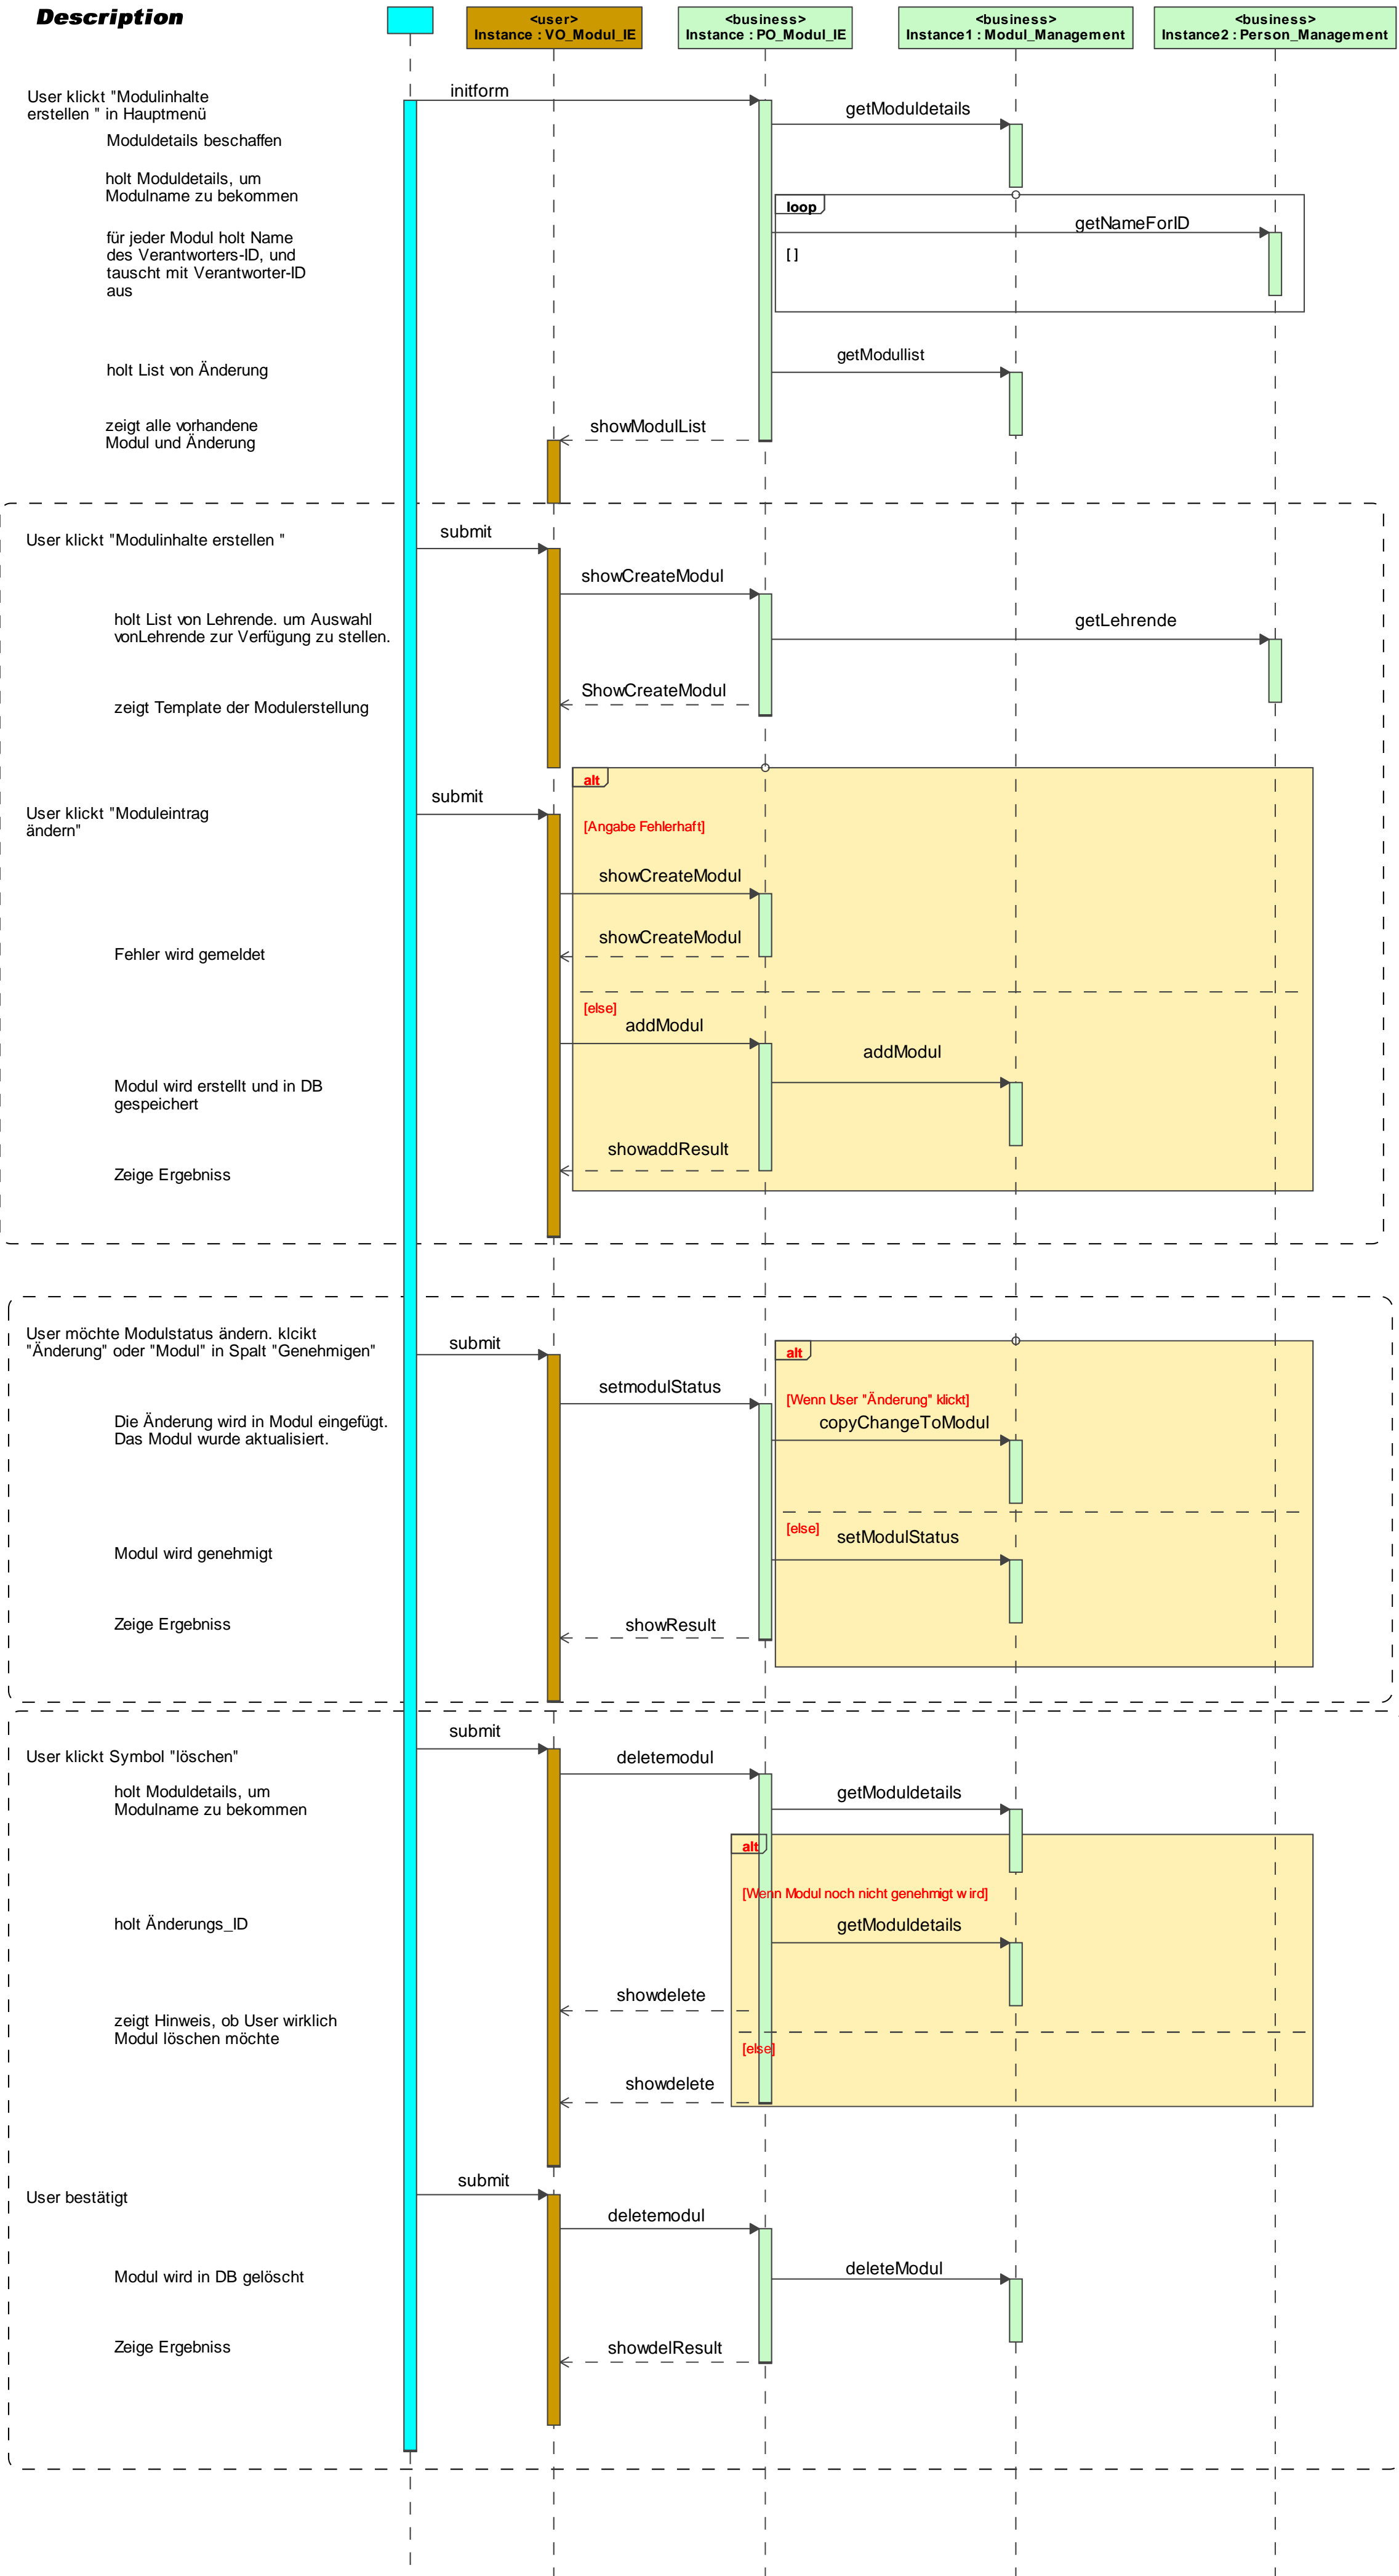 Description
<user>
Instance : VO_Modul_IE
<business>
Instance : PO_Modul_IE
<business>
Instance1 : Modul_Management
<business>
Instance2 : Person_Management
User klickt "Modulinhalte
erstellen " in Hauptmenü
initform
getModuldetails
Moduldetails beschaffen
holt Moduldetails, um
Modulname zu bekommen
loop
getNameForID
[ ]
für jeder Modul holt Name
des Verantworters-ID, und
tauscht mit Verantworter-ID
aus
getModullist
holt List von Änderung
showModulList
zeigt alle vorhandene
Modul und Änderung
User klickt "Modulinhalte erstellen "
submit
showCreateModul
holt List von Lehrende. um Auswahl
vonLehrende zur Verfügung zu stellen.
getLehrende
ShowCreateModul
zeigt Template der Modulerstellung
alt
submit
User klickt "Moduleintrag
ändern"
[Angabe Fehlerhaft]
showCreateModul
showCreateModul
Fehler wird gemeldet
[else]
addModul
addModul
Modul wird erstellt und in DB
gespeichert
showaddResult
Zeige Ergebniss
User möchte Modulstatus ändern. klcikt
"Änderung" oder "Modul" in Spalt "Genehmigen"
submit
alt
setmodulStatus
[Wenn User "Änderung" klickt]
copyChangeToModul
Die Änderung wird in Modul eingefügt.
Das Modul wurde aktualisiert.
[else]
setModulStatus
Modul wird genehmigt
showResult
Zeige Ergebniss
submit
User klickt Symbol "löschen"
deletemodul
holt Moduldetails, um
Modulname zu bekommen
getModuldetails
alt
[Wenn Modul noch nicht genehmigt wird]
holt Änderungs_ID
getModuldetails
showdelete
zeigt Hinweis, ob User wirklich
Modul löschen möchte
[else]
showdelete
submit
User bestätigt
deletemodul
deleteModul
Modul wird in DB gelöscht
showdelResult
Zeige Ergebniss